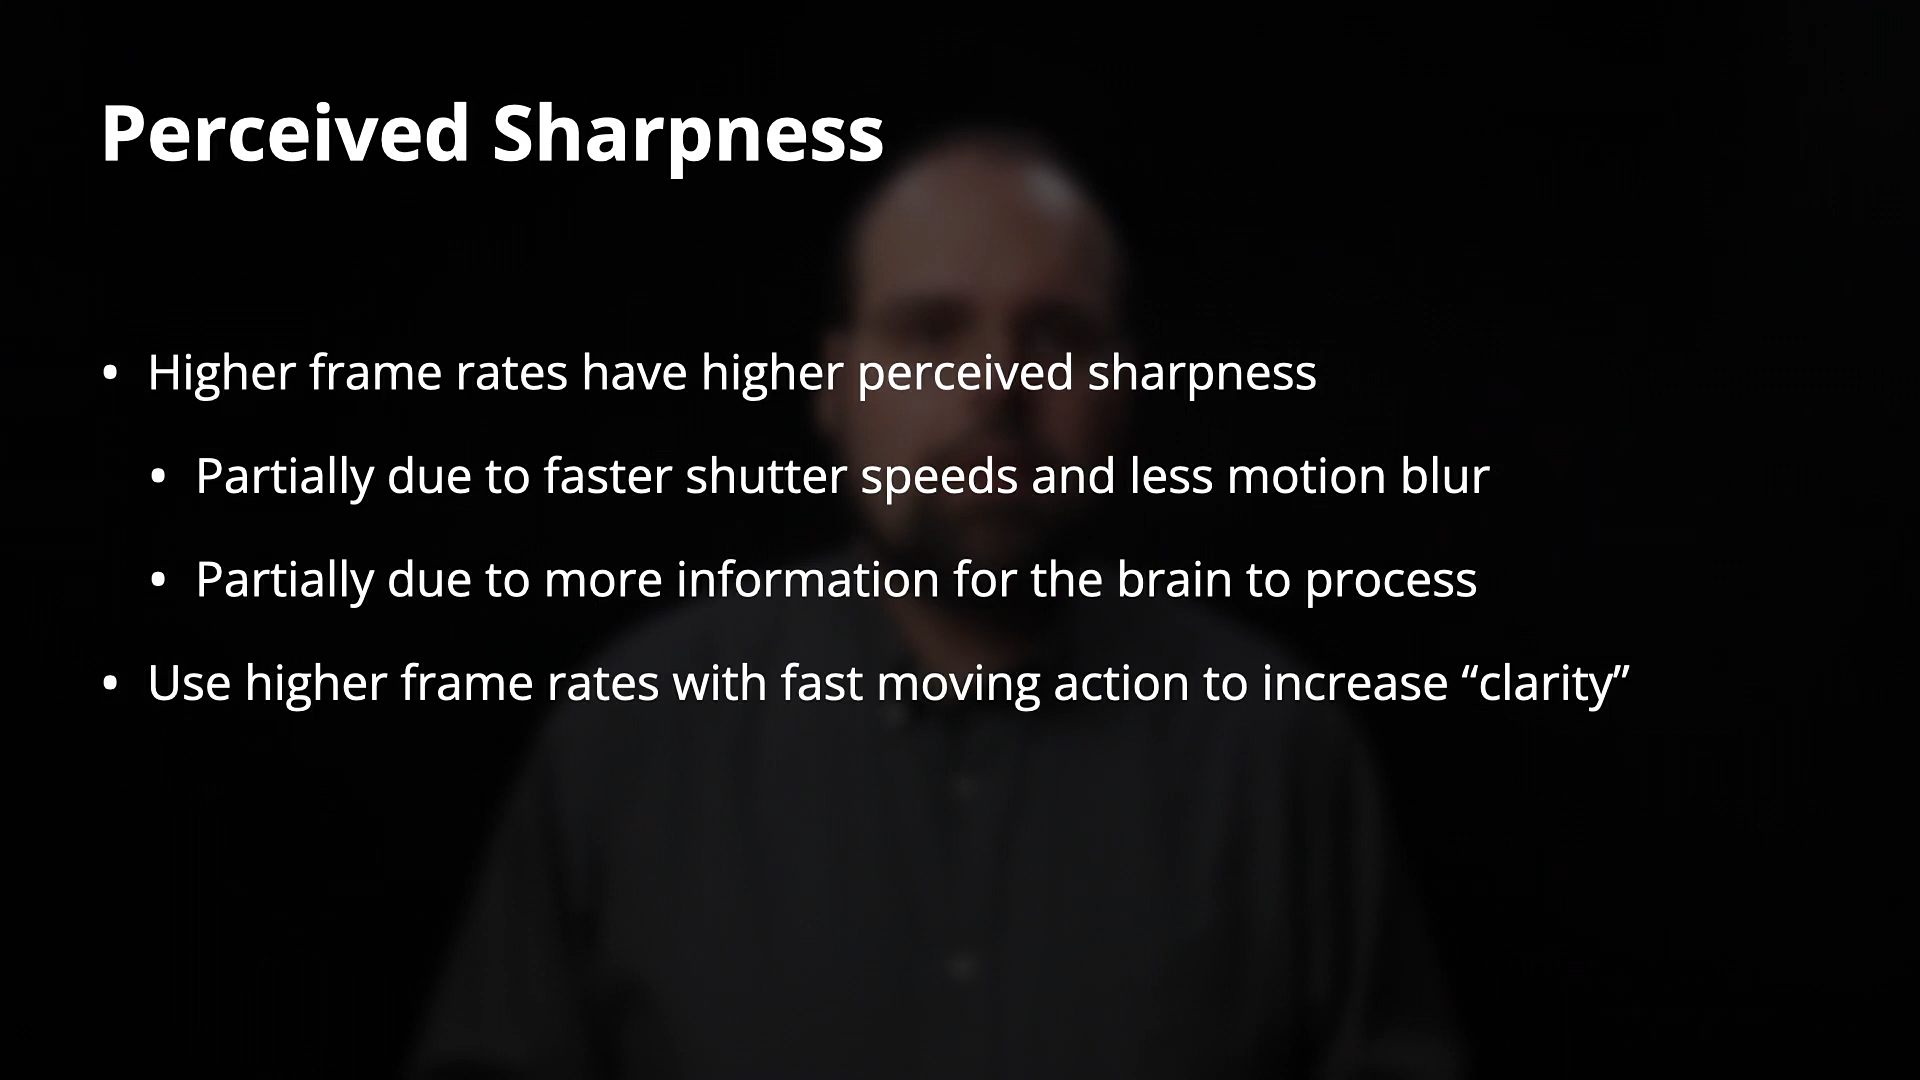 Perceived Sharpness
• Higher frame rates have higher perceived sharpness
• Partially due to faster shutter speeds and less motion blur
• Partially due to more information for the brain to process
• Use higher frame rates with fast moving action to increase “clarity”